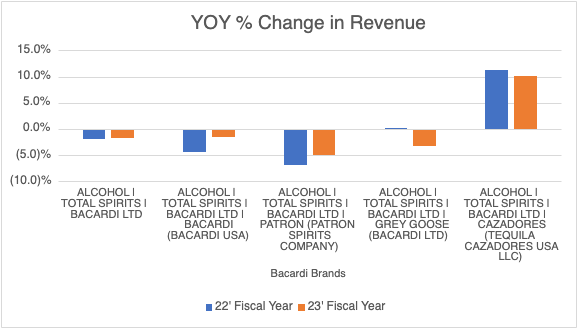 YOY % Change in Revenue
15.0%
10.0%
5.0%
0.0%
(5.0)%
(10.0)%
ALCOHOL |
TOTAL SPIRITS |
BACARDI LTD
ALCOHOL |
TOTAL SPIRITS |
BACARDI LTD |
BACARDI
(BACARDI USA)
ALCOHOL |
TOTAL SPIRITS |
BACARDI LTD |
PATRON (PATRON
SPIRITS
COMPANY)
ALCOHOL |
TOTAL SPIRITS |
BACARDI LTD |
GREY GOOSE
(BACARDI LTD)
ALCOHOL |
TOTAL SPIRITS |
BACARDI LTD |
CAZADORES
(TEQUILA
CAZADORES USA
LLC)
Bacardi Brands
22' Fiscal Year
23' Fiscal Year